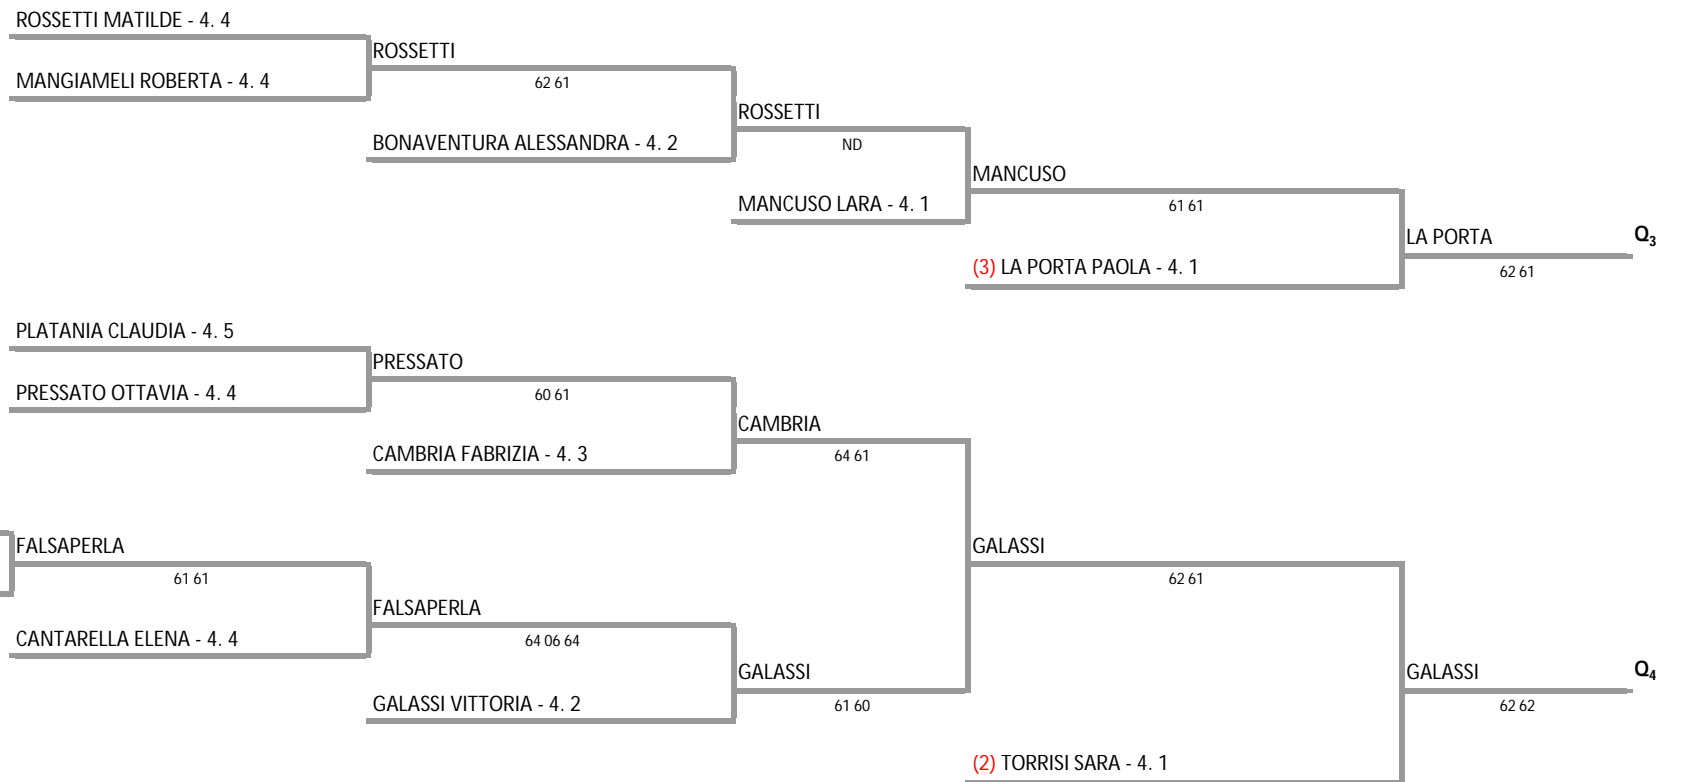 ROSSETTI MATILDE - 4. 4
ROSSETTI
MANGIAMELI ROBERTA - 4. 4
62 61
ROSSETTI
BONAVENTURA ALESSANDRA - 4. 2
ND
MANCUSO
MANCUSO LARA - 4. 1
61 61
LA PORTA
Q3
(3) LA PORTA PAOLA - 4. 1
62 61
PLATANIA CLAUDIA - 4. 5
PRESSATO
PRESSATO OTTAVIA - 4. 4
60 61
CAMBRIA
CAMBRIA FABRIZIA - 4. 3
64 61
FALSAPERLA
GALASSI
61 61
62 61
FALSAPERLA
CANTARELLA ELENA - 4. 4
64 06 64
GALASSI
GALASSI
Q4
GALASSI VITTORIA - 4. 2
61 60
62 62
(2) TORRISI SARA - 4. 1